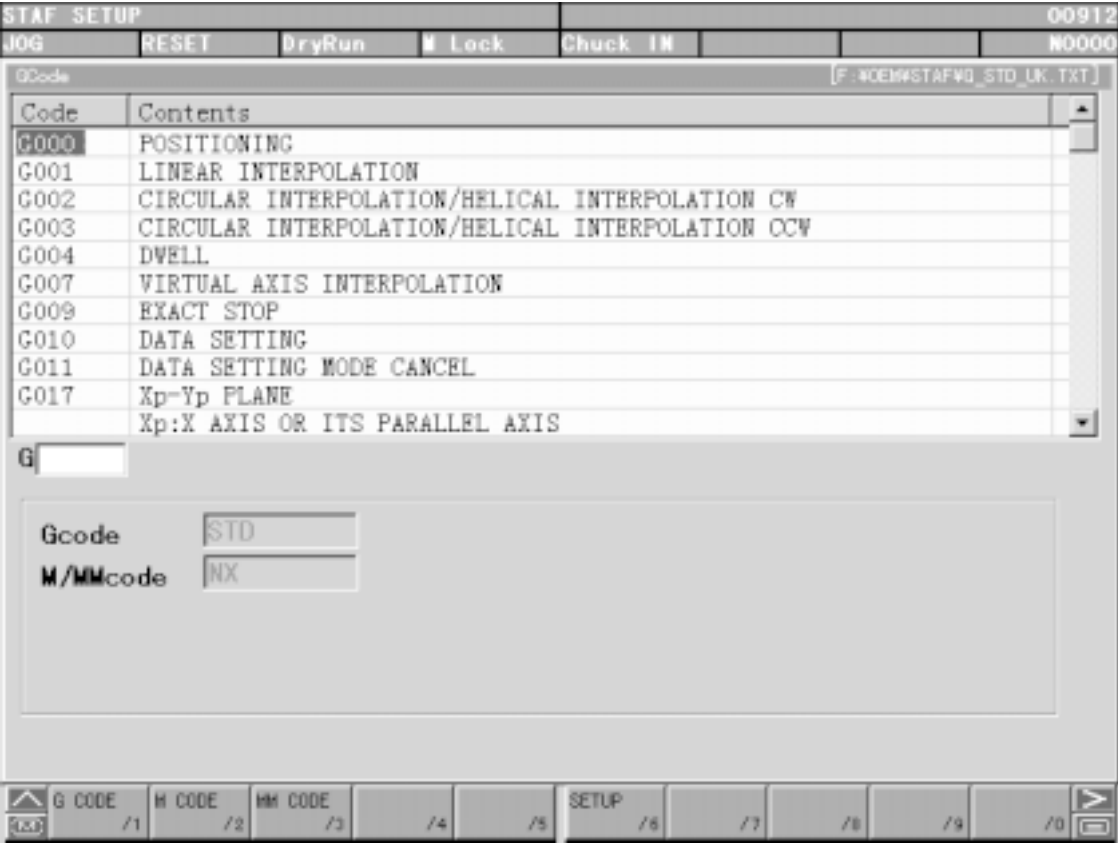 STAF SETUP 00912
JOG RESET DryRun M Lock Chuck IN N0000
GCode [F:¥OEM¥STAF¥G_STD_UK.TXT]
Code Contents
G000 POSITIONING
G001 LINEAR INTERPOLATION
G002 CIRCULAR INTERPOLATION/HELICAL INTERPOLATION CW
G003 CIRCULAR INTERPOLATION/HELICAL INTERPOLATION CCW
G004 DWELL
G007 VIRTUAL AXIS INTERPOLATION
G009 EXACT STOP
G010 DATA SETTING
G011 DATA SETTING MODE CANCEL
G017 Xp-Yp PLANE
Xp:X AXIS OR ITS PARALLEL AXIS
G
Gcode STD
M/MMcode NX
G CODE /1 M CODE /2 MM CODE /3 /4 /5 SETUP /6 /7 /8 /9 /0